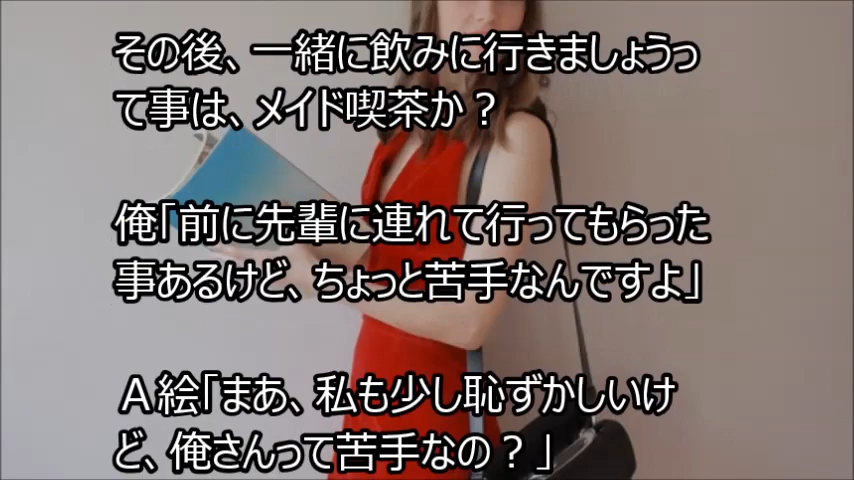 その後、一緒に飲みに行きましょうっ
て事は、メイド喫茶か？
俺｢前に先輩に連れて行ってもらった
事あるけど、ちょっと苦手なんですよ｣
Ａ絵｢まあ、私も少し恥ずかしいけ
ど、俺さんって苦手なの？｣